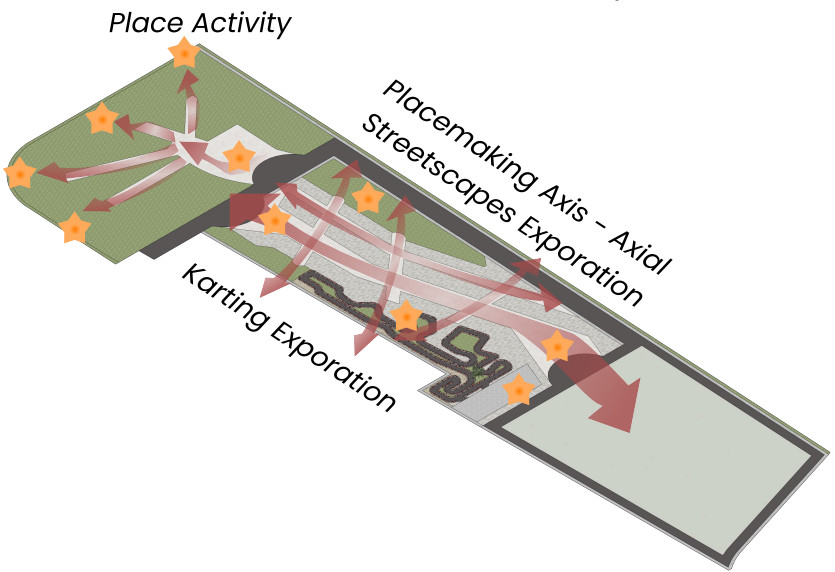 Place Activity
Placemaking Axis - Axial
Streetscapes Exporation
Karting Exporation